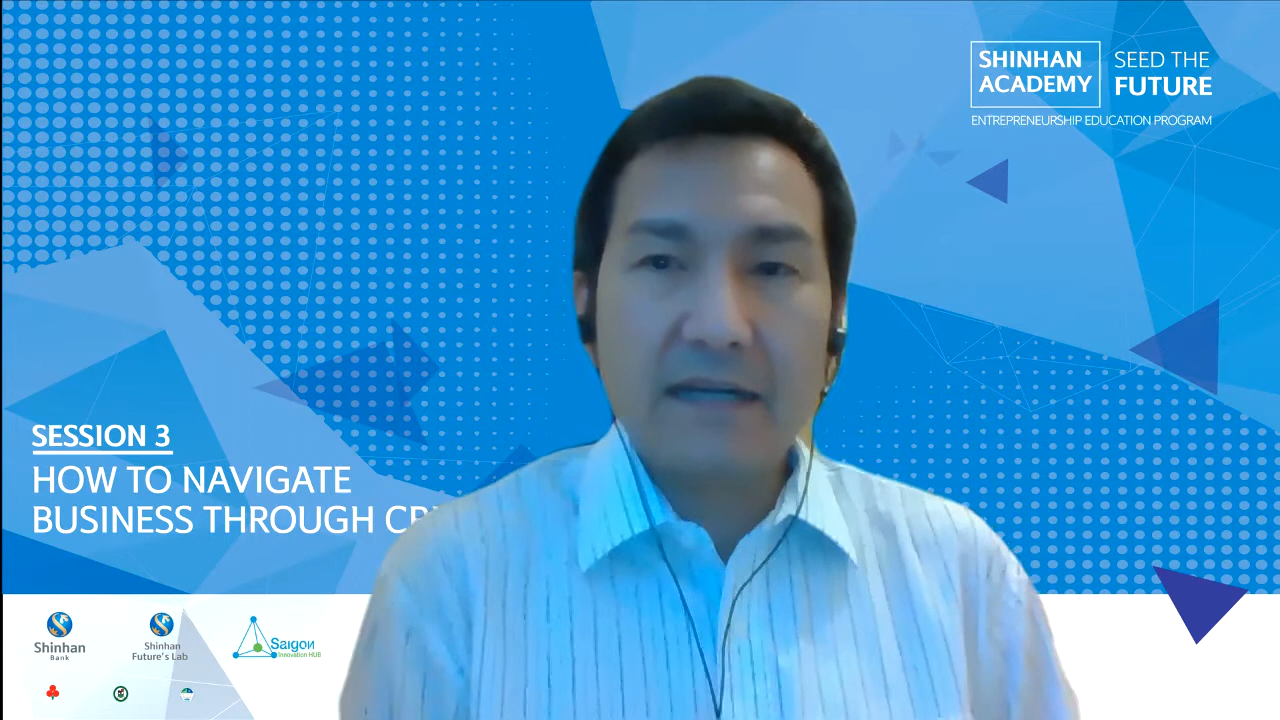 SHINHAN
ACADEMY
SEED THE
FUTURE
ENTREPRENEURSHIP EDUCATION PROGRAM
SESSION 3
HOW TO NAVIGATE
BUSINESS THROUGH
Shinhan
Bank
Shinhan
Future's Lab
Saigon
Innovation HUB